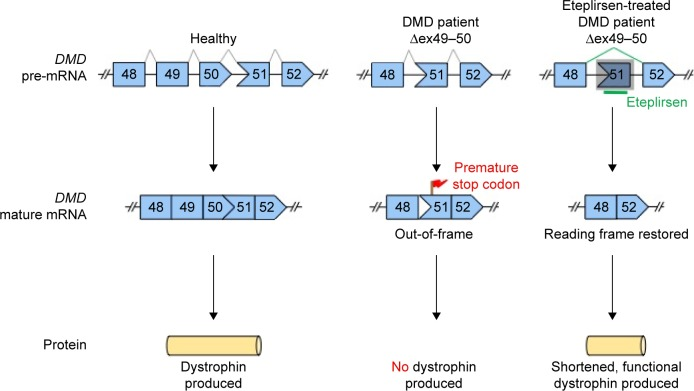 Healthy
DMD patient
Δex49–50
Eteplirsen-treated
DMD patient
Δex49–50
DMD
pre-mRNA
48 49 50 51 52
48 51 52
48 51 52
Eteplirsen
Premature
stop codon
DMD
mature mRNA
48 49 50 51 52
48 51 52
48 52
Out-of-frame
Reading frame restored
Protein
Dystrophin
produced
No dystrophin
produced
Shortened, functional
dystrophin produced